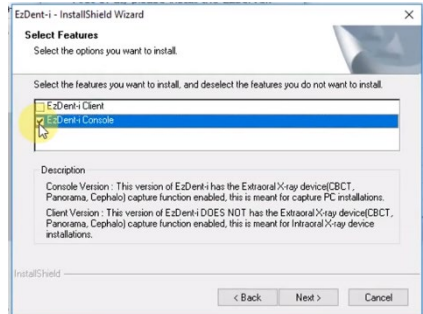 EzDent-i - InstallShield Wizard
Select Features
Select the options you want to install.
Select the features you want to install, and deselect the features you do not want to install.
EzDent-i Client
EzDent-i Console
Description
Console Version : This version of EzDent-i has the Extraoral X-ray device(CBCT,
Panorama, Cephalo) capture function enabled, this is meant for capture PC installations.
Client Version : This version of EzDent-i DOES NOT has the Extraoral X-ray device(CBCT,
Panorama, Cephalo) capture function enabled, this is meant for Intraoral X-ray device
installations.
InstallShield
< Back
Next >
Cancel